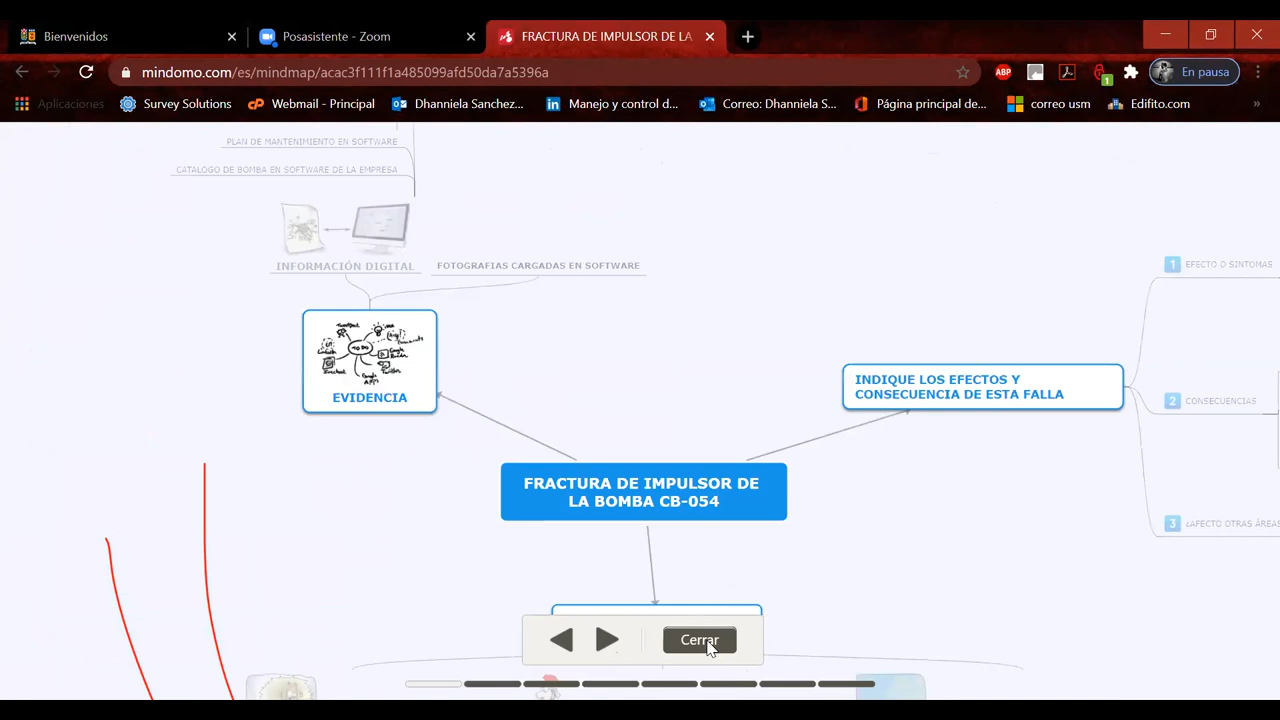 Bienvenidos
Posasistente - Zoom
FRACTURA DE IMPULSOR DE LA
mindomo.com/es/mindmap/acac3f111f1a485099afd50da7a5396a
ABP
1
En pausa
Aplicaciones
Survey Solutions
Webmail - Principal
Dhanniela Sanchez...
Manejo y control d...
Correo: Dhanniela S...
Página principal de...
correo usm
Edifito.com
»
PLAN DE MANTENIMIENTO EN SOFTWARE
CATALOGO DE BOMBA EN SOFTWARE DE LA EMPRESA
INFORMACIÓN DIGITAL
FOTOGRAFIAS CARGADAS EN SOFTWARE
TO DO
EVIDENCIA
1 EFECTO O SINTOMAS
INDIQUE LOS EFECTOS Y
CONSECUENCIA DE ESTA FALLA
2 CONSECUENCIAS
FRACTURA DE IMPULSOR DE
LA BOMBA CB-054
3 ¿AFECTO OTRAS ÁREAS
Cerrar